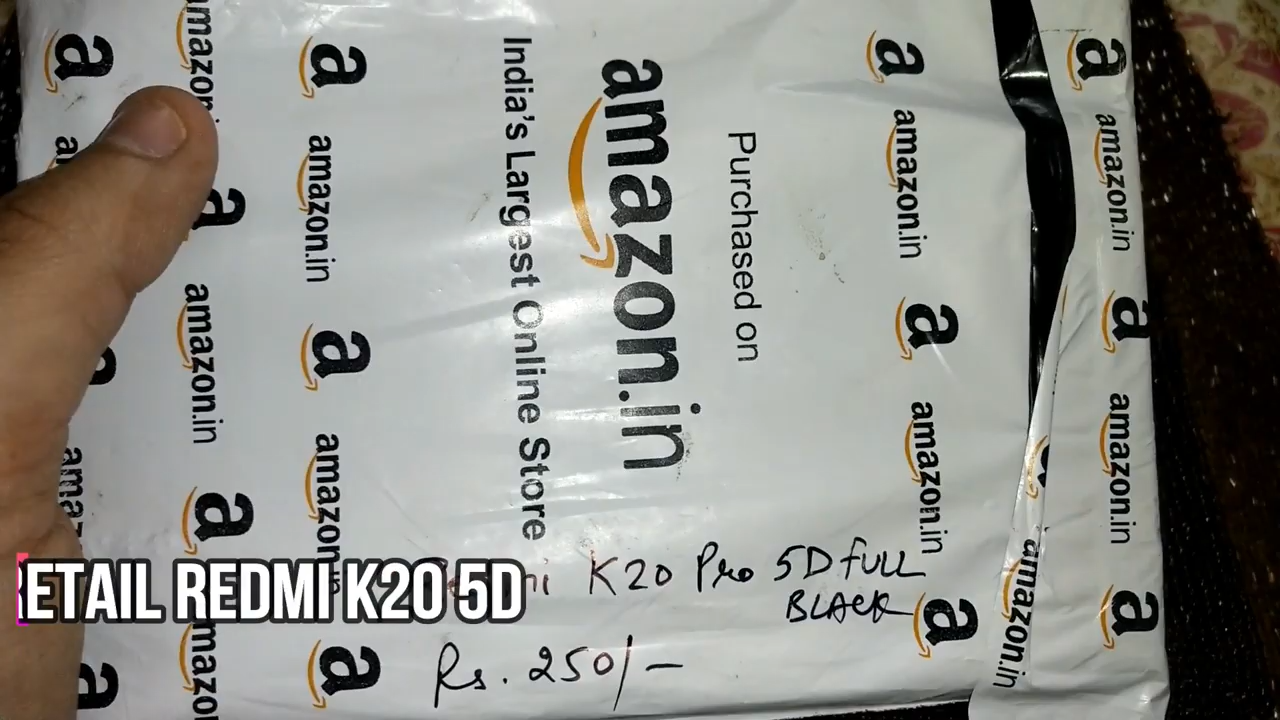 a amazon.in a a a
amazon.in amazon.in amazon.in
a a a a
amazon.in amazon.in amazon.in amazon.in
a a a a
Purchased on
amazon.in
India's Largest Online Store
K20 Pro 5D FULL
BLACK
Rs. 250/-
ETAIL REDMI K20 5D